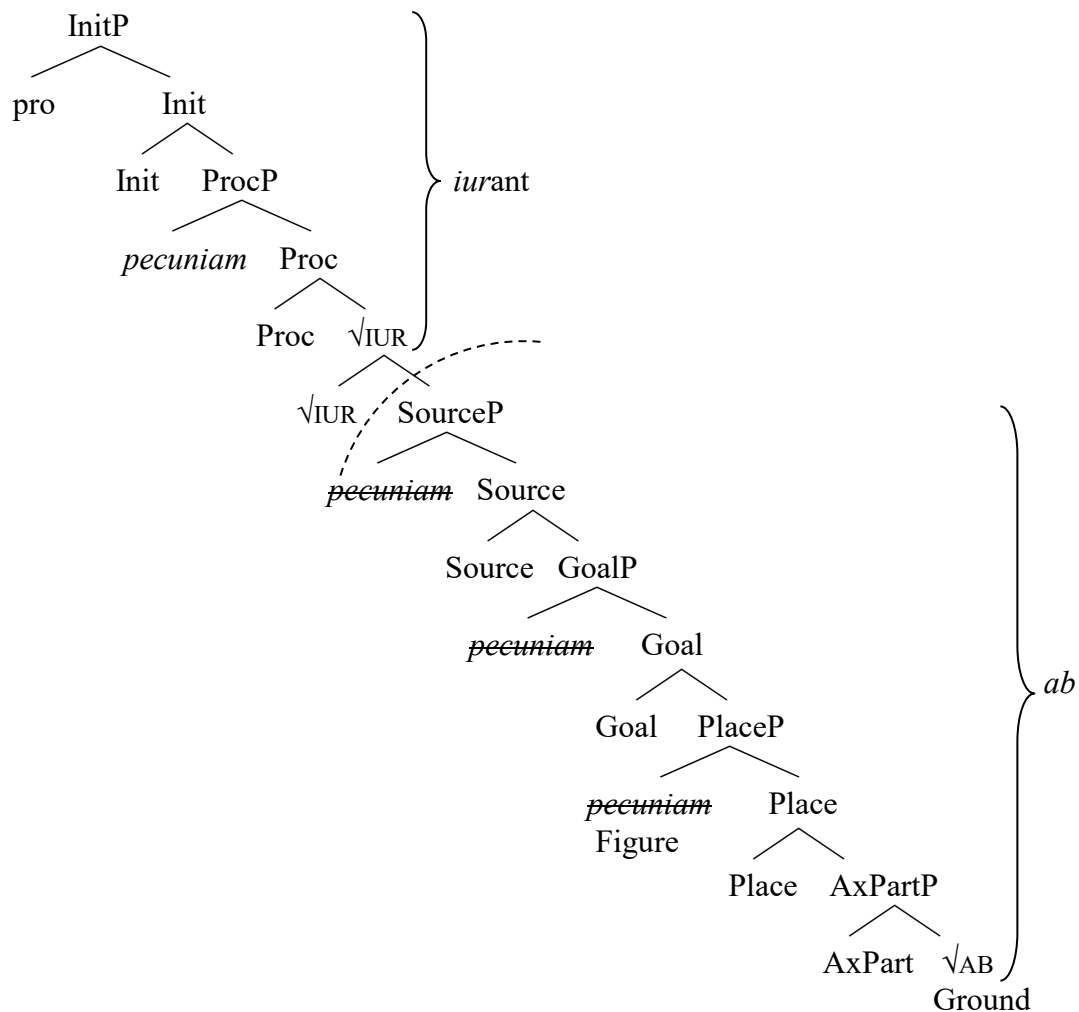 InitP
pro Init
Init ProcP iurant
pecuniam Proc
Proc √IUR
√IUR SourceP
pecuniam Source
Source GoalP
pecuniam Goal
ab
Goal PlaceP
pecuniam Place
Figure
Place AxPartP
AxPart √AB
Ground